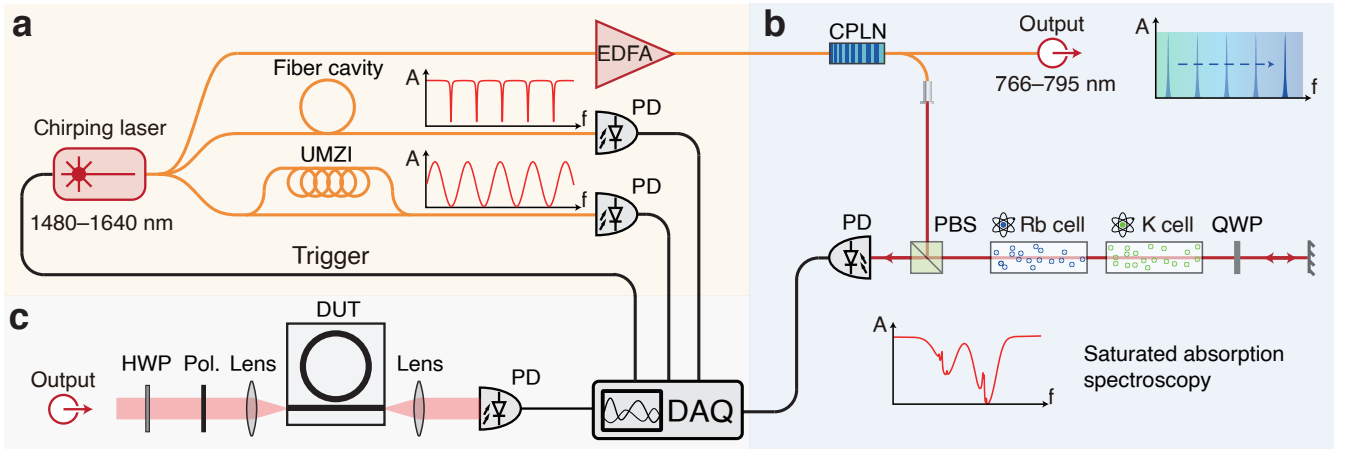 a
Chirping laser
1480–1640 nm
Fiber cavity
UMZI
A
f
A
f
EDFA
PD
PD
Trigger
b
CPLN
Output
766–795 nm
A
f
PD
PBS
Rb cell
K cell
QWP
A
f
Saturated absorption
spectroscopy
c
Output
HWP
Pol.
Lens
DUT
Lens
PD
DAQ